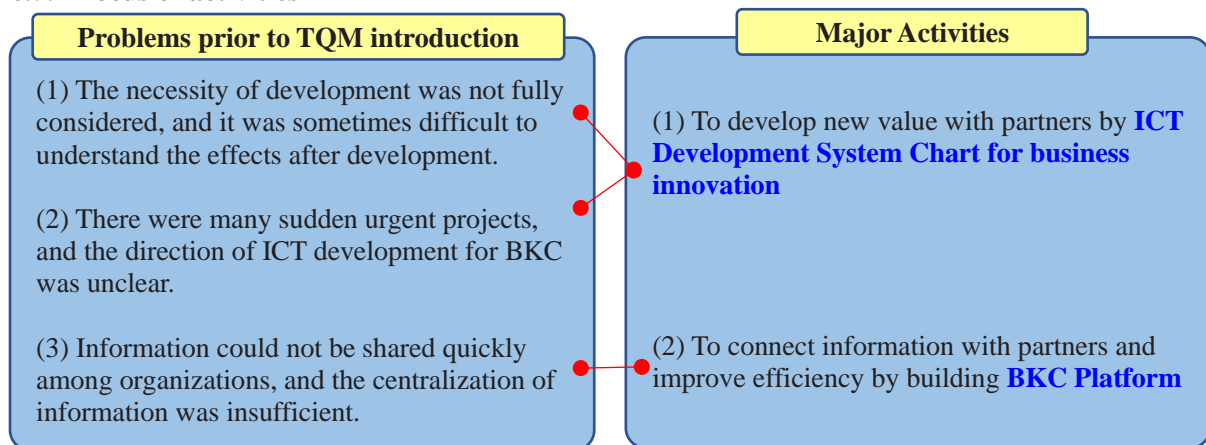 Problems prior to TQM introduction
(1) The necessity of development was not fully
considered, and it was sometimes difficult to
understand the effects after development.
(2) There were many sudden urgent projects,
and the direction of ICT development for BKC
was unclear.
(3) Information could not be shared quickly
among organizations, and the centralization of
information was insufficient.
Major Activities
(1) To develop new value with partners by ICT
Development System Chart for business
innovation
(2) To connect information with partners and
improve efficiency by building BKC Platform